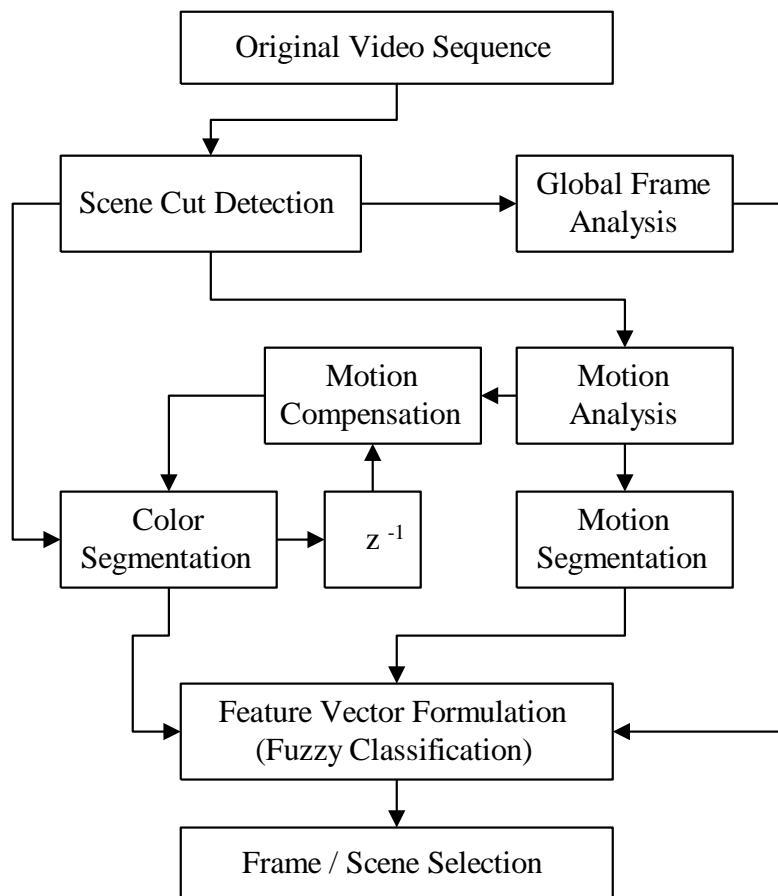 Original Video Sequence
Scene Cut Detection
Global Frame
Analysis
Motion
Compensation
Motion
Analysis
Color
Segmentation
z -1
Motion
Segmentation
Feature Vector Formulation
(Fuzzy Classification)
Frame / Scene Selection